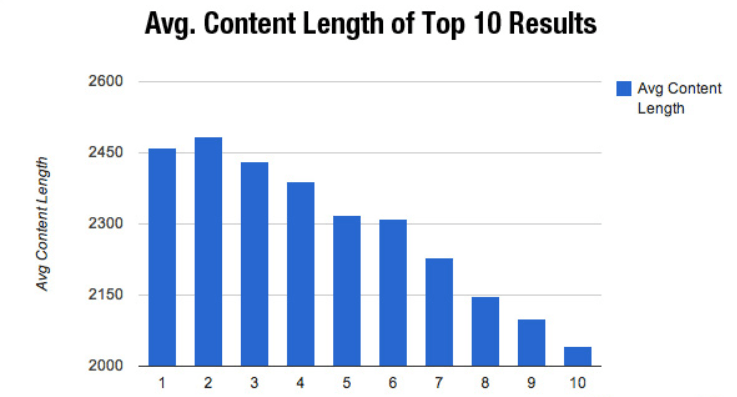 Avg. Content Length of Top 10 Results
2600
2450
2300
2150
2000
Avg Content Length
1 2 3 4 5 6 7 8 9 10
Avg Content
Length